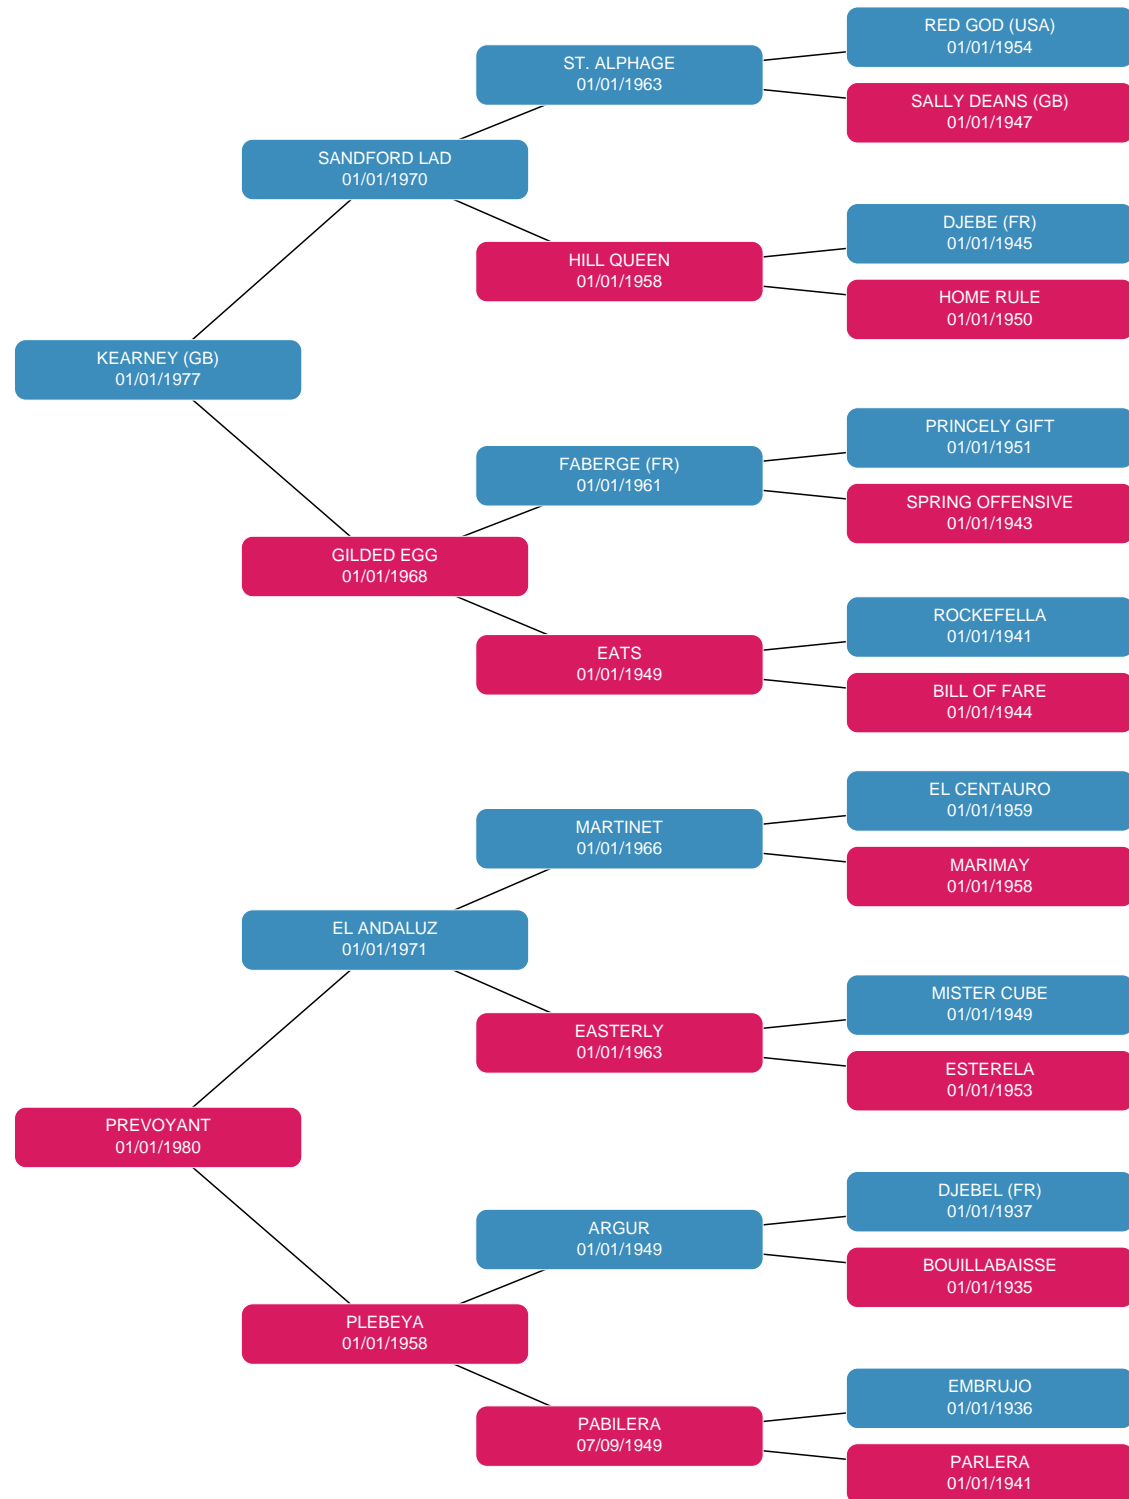 RED GOD (USA)
01/01/1954
ST. ALPHAGE
01/01/1963
SALLY DEANS (GB)
01/01/1947
SANDFORD LAD
01/01/1970
DJEBE (FR)
01/01/1945
HILL QUEEN
01/01/1958
HOME RULE
01/01/1950
KEARNEY (GB)
01/01/1977
PRINCELY GIFT
01/01/1951
FABERGE (FR)
01/01/1961
SPRING OFFENSIVE
01/01/1943
GILDED EGG
01/01/1968
ROCKEFELLA
01/01/1941
EATS
01/01/1949
BILL OF FARE
01/01/1944
EL CENTAURO
01/01/1959
MARTINET
01/01/1966
MARIMAY
01/01/1958
EL ANDALUZ
01/01/1971
MISTER CUBE
01/01/1949
EASTERLY
01/01/1963
ESTERELA
01/01/1953
PREVOYANT
01/01/1980
DJEBEL (FR)
01/01/1937
ARGUR
01/01/1949
BOUILLABAISSE
01/01/1935
PLEBEYA
01/01/1958
EMBRUJO
01/01/1936
PABILERA
07/09/1949
PARLERA
01/01/1941